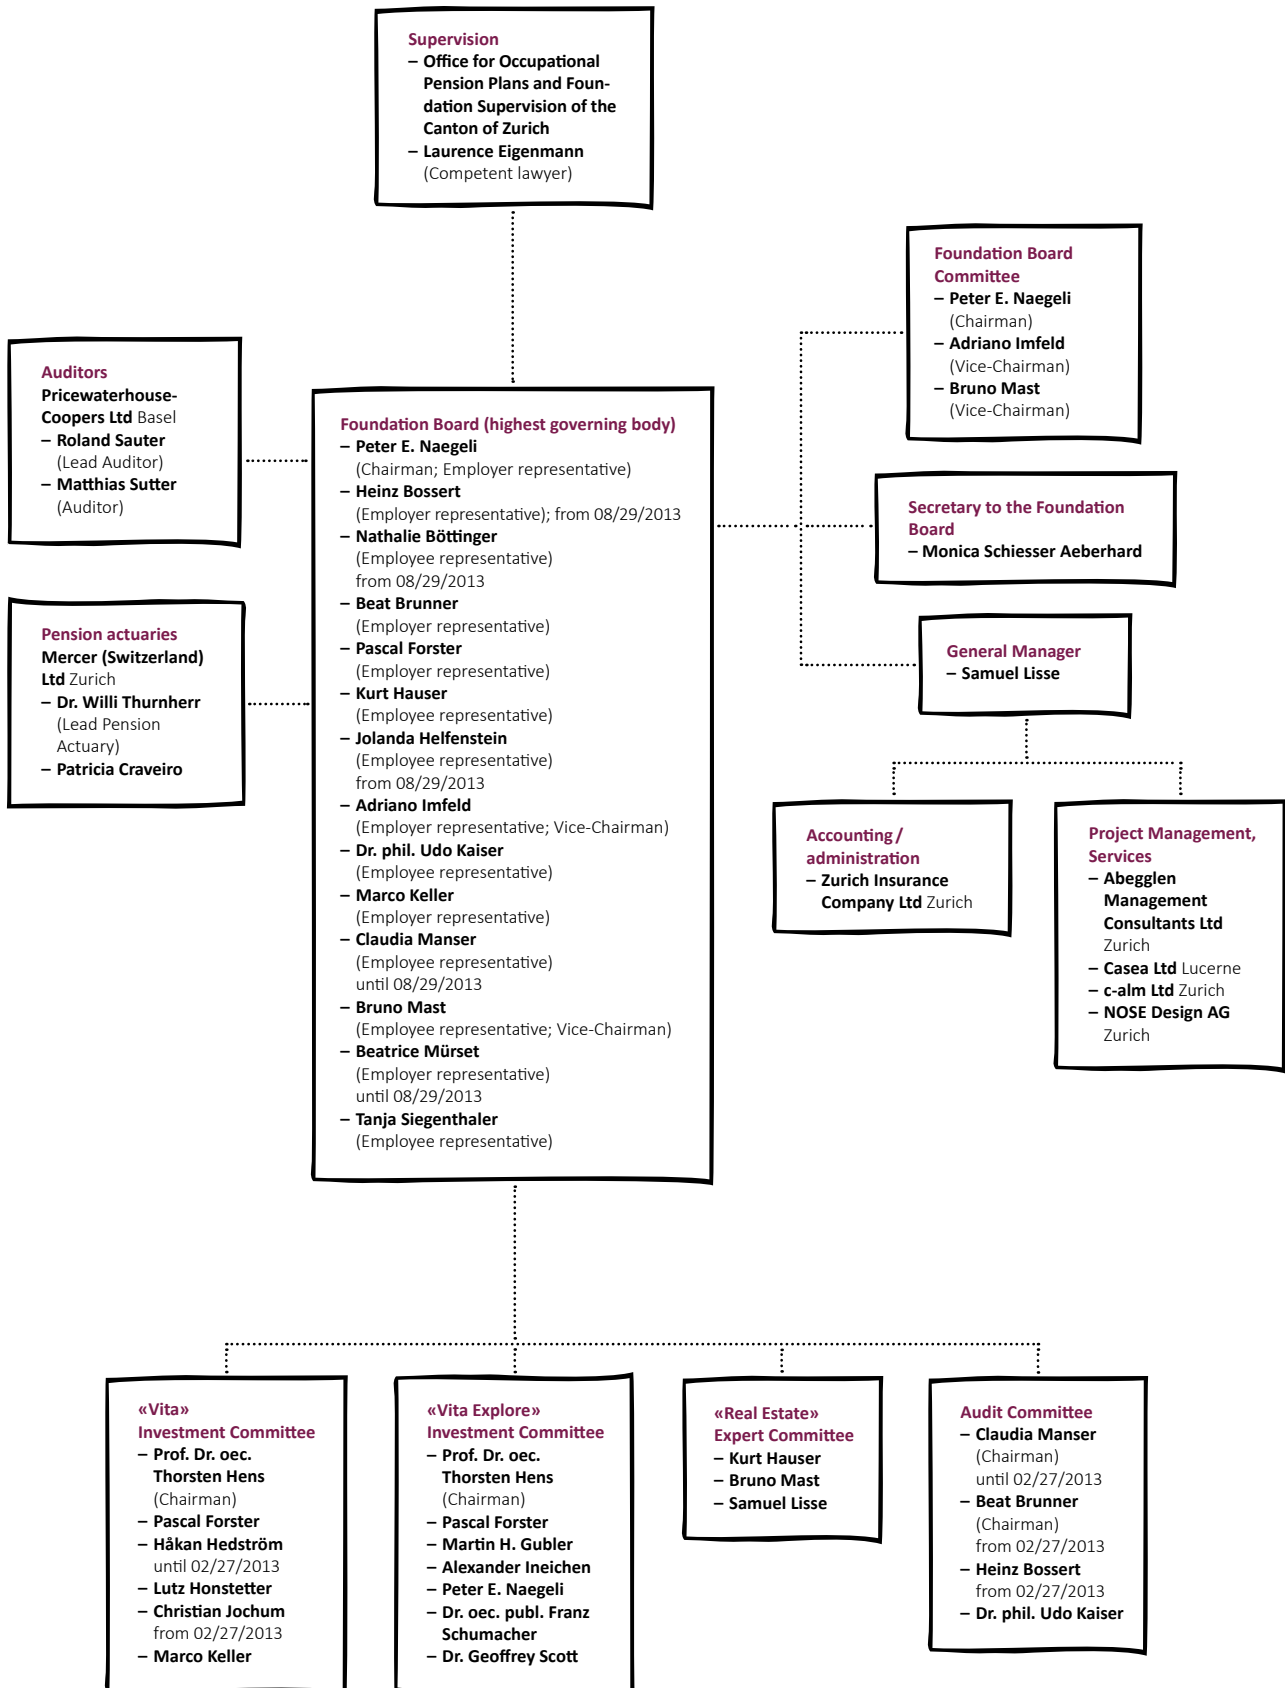 Supervision
– Office for Occupational
Pension Plans and Foun-
dation Supervision of the
Canton of Zurich
– Laurence Eigenmann
(Competent lawyer)
Foundation Board
Committee
– Peter E. Naegeli
(Chairman)
– Adriano Imfeld
(Vice-Chairman)
– Bruno Mast
(Vice-Chairman)
Auditors
Pricewaterhouse-
Coopers Ltd Basel
– Roland Sauter
(Lead Auditor)
– Matthias Sutter
(Auditor)
Foundation Board (highest governing body)
– Peter E. Naegeli
(Chairman; Employer representative)
– Heinz Bossert
(Employer representative); from 08/29/2013
– Nathalie Böttinger
(Employee representative)
from 08/29/2013
– Beat Brunner
(Employer representative)
– Pascal Forster
(Employer representative)
– Kurt Hauser
(Employee representative)
– Jolanda Helfenstein
(Employee representative)
from 08/29/2013
– Adriano Imfeld
(Employer representative; Vice-Chairman)
– Dr. phil. Udo Kaiser
(Employee representative)
– Marco Keller
(Employer representative)
– Claudia Manser
(Employee representative)
until 08/29/2013
– Bruno Mast
(Employee representative; Vice-Chairman)
– Beatrice Mürset
(Employer representative)
until 08/29/2013
– Tanja Siegenthaler
(Employee representative)
Secretary to the Foundation
Board
– Monica Schiesser Aeberhard
Pension actuaries
Mercer (Switzerland)
Ltd Zurich
– Dr. Willi Thurnherr
(Lead Pension
Actuary)
– Patricia Craveiro
General Manager
– Samuel Lisse
Accounting /
administration
– Zurich Insurance
Company Ltd Zurich
Project Management,
Services
– Abegglen
Management
Consultants Ltd
Zurich
– Casea Ltd Lucerne
– c-alm Ltd Zurich
– NOSE Design AG
Zurich
«Vita»
Investment Committee
– Prof. Dr. oec.
Thorsten Hens
(Chairman)
– Pascal Forster
– Håkan Hedström
until 02/27/2013
– Lutz Honstetter
– Christian Jochum
from 02/27/2013
– Marco Keller
«Vita Explore»
Investment Committee
– Prof. Dr. oec.
Thorsten Hens
(Chairman)
– Pascal Forster
– Martin H. Gubler
– Alexander Ineichen
– Peter E. Naegeli
– Dr. oec. publ. Franz
Schumacher
– Dr. Geoffrey Scott
«Real Estate»
Expert Committee
– Kurt Hauser
– Bruno Mast
– Samuel Lisse
Audit Committee
– Claudia Manser
(Chairman)
until 02/27/2013
– Beat Brunner
(Chairman)
from 02/27/2013
– Heinz Bossert
from 02/27/2013
– Dr. phil. Udo Kaiser